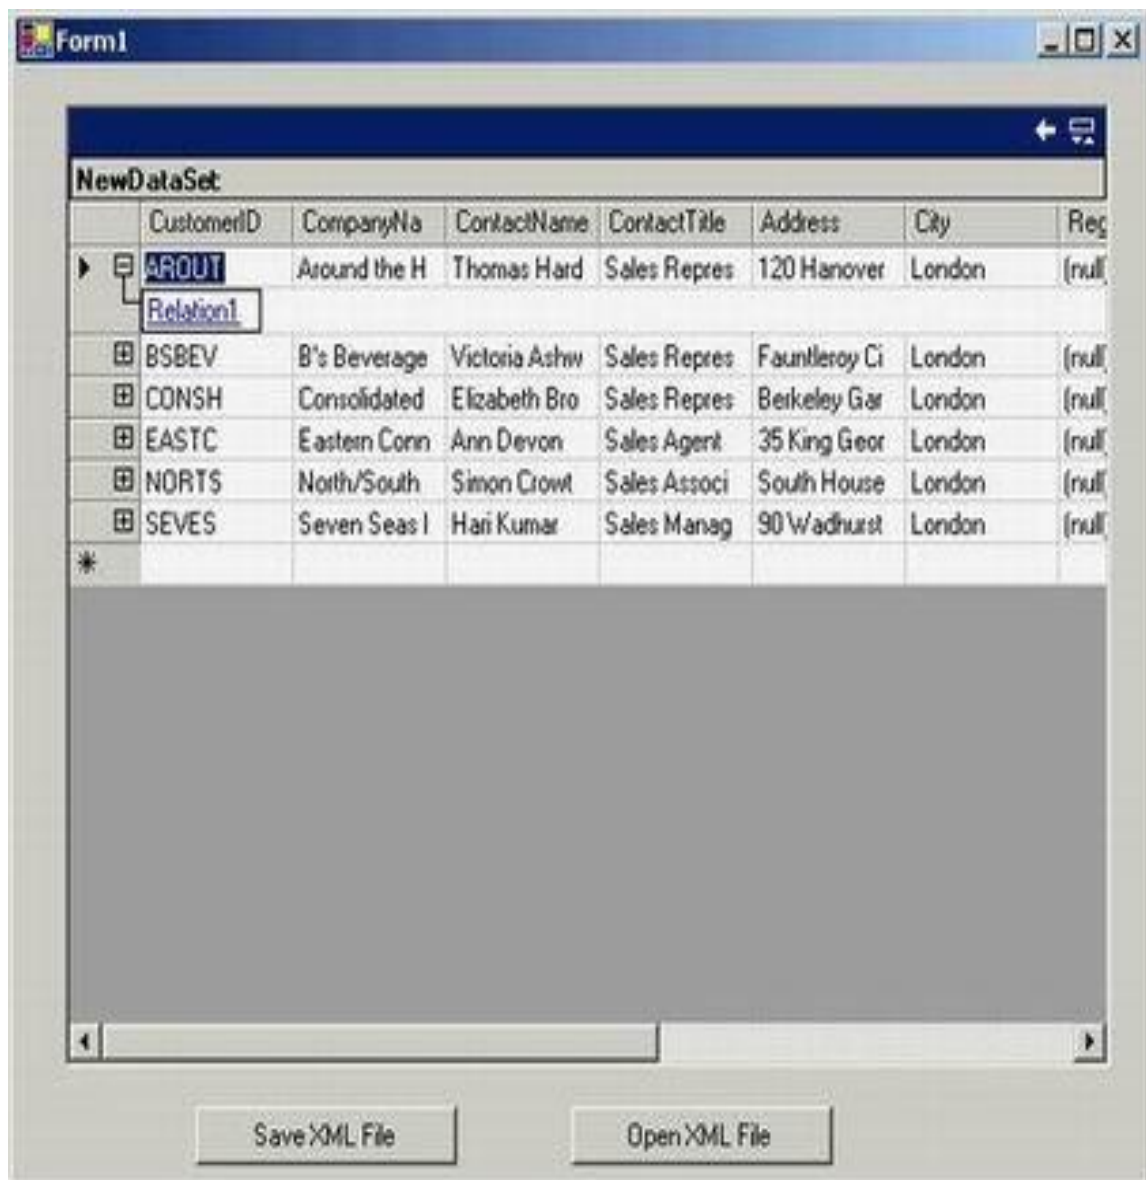 Form1
NewDataSet
CustomerID CompanyNa ContactName ContactTitle Address City Reg
AROUT Around the H Thomas Hard Sales Repres 120 Hanover London (null)
Relation1
BSBEV B's Beverage Victoria Ashw Sales Repres Fauntleroy Ci London (null)
CONSH Consolidated Elizabeth Bro Sales Repres Berkeley Gar London (null)
EASTC Eastern Conn Ann Devon Sales Agent 35 King Geor London (null)
NORTS North/South Simon Crowt Sales Associ South House London (null)
SEVES Seven Seas I Hari Kumar Sales Manag 90 Wadhurst London (null)
Save XML File Open XML File